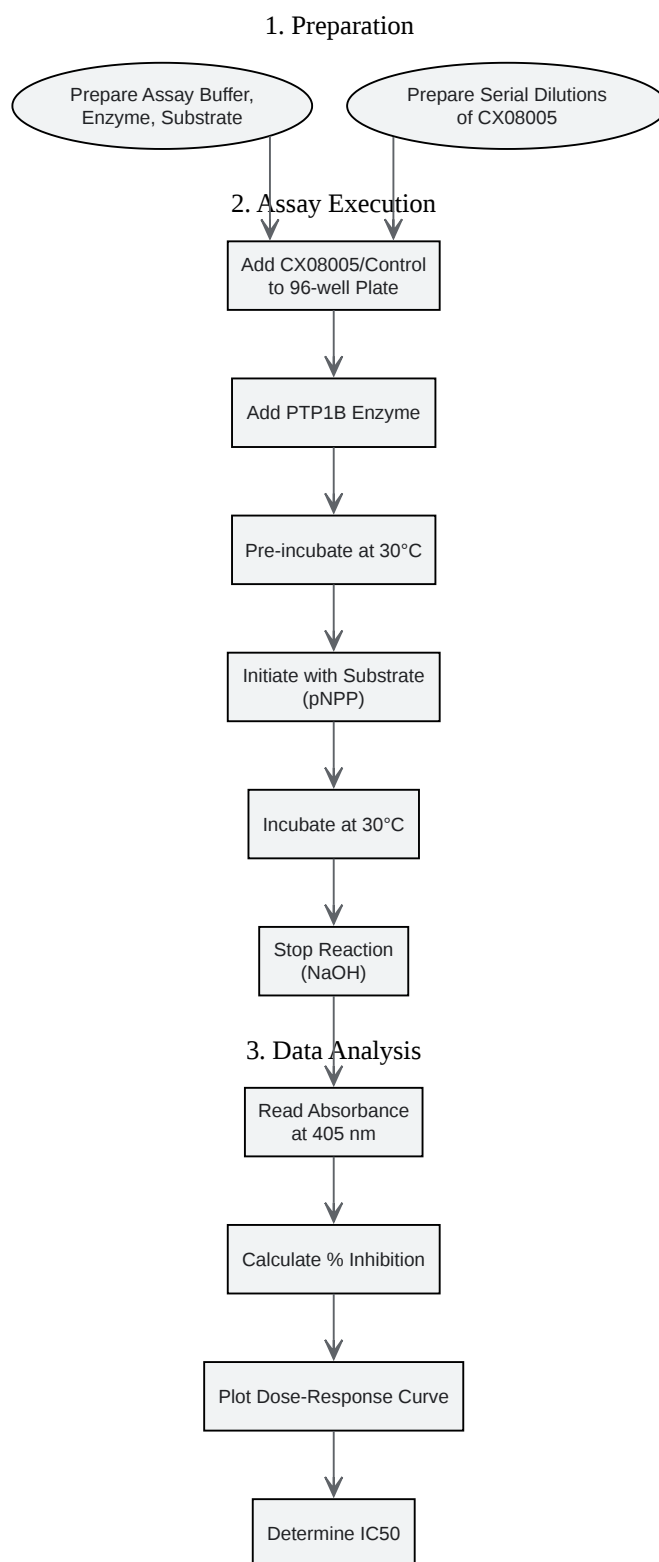 1. Preparation
Prepare Assay Buffer,
Enzyme, Substrate
Prepare Serial Dilutions
of CX08005
2. Assay Execution
Add CX08005/Control
to 96-well Plate
Add PTP1B Enzyme
Pre-incubate at 30°C
Initiate with Substrate
(pNPP)
Incubate at 30°C
Stop Reaction
(NaOH)
3. Data Analysis
Read Absorbance
at 405 nm
Calculate % Inhibition
Plot Dose-Response Curve
Determine IC50